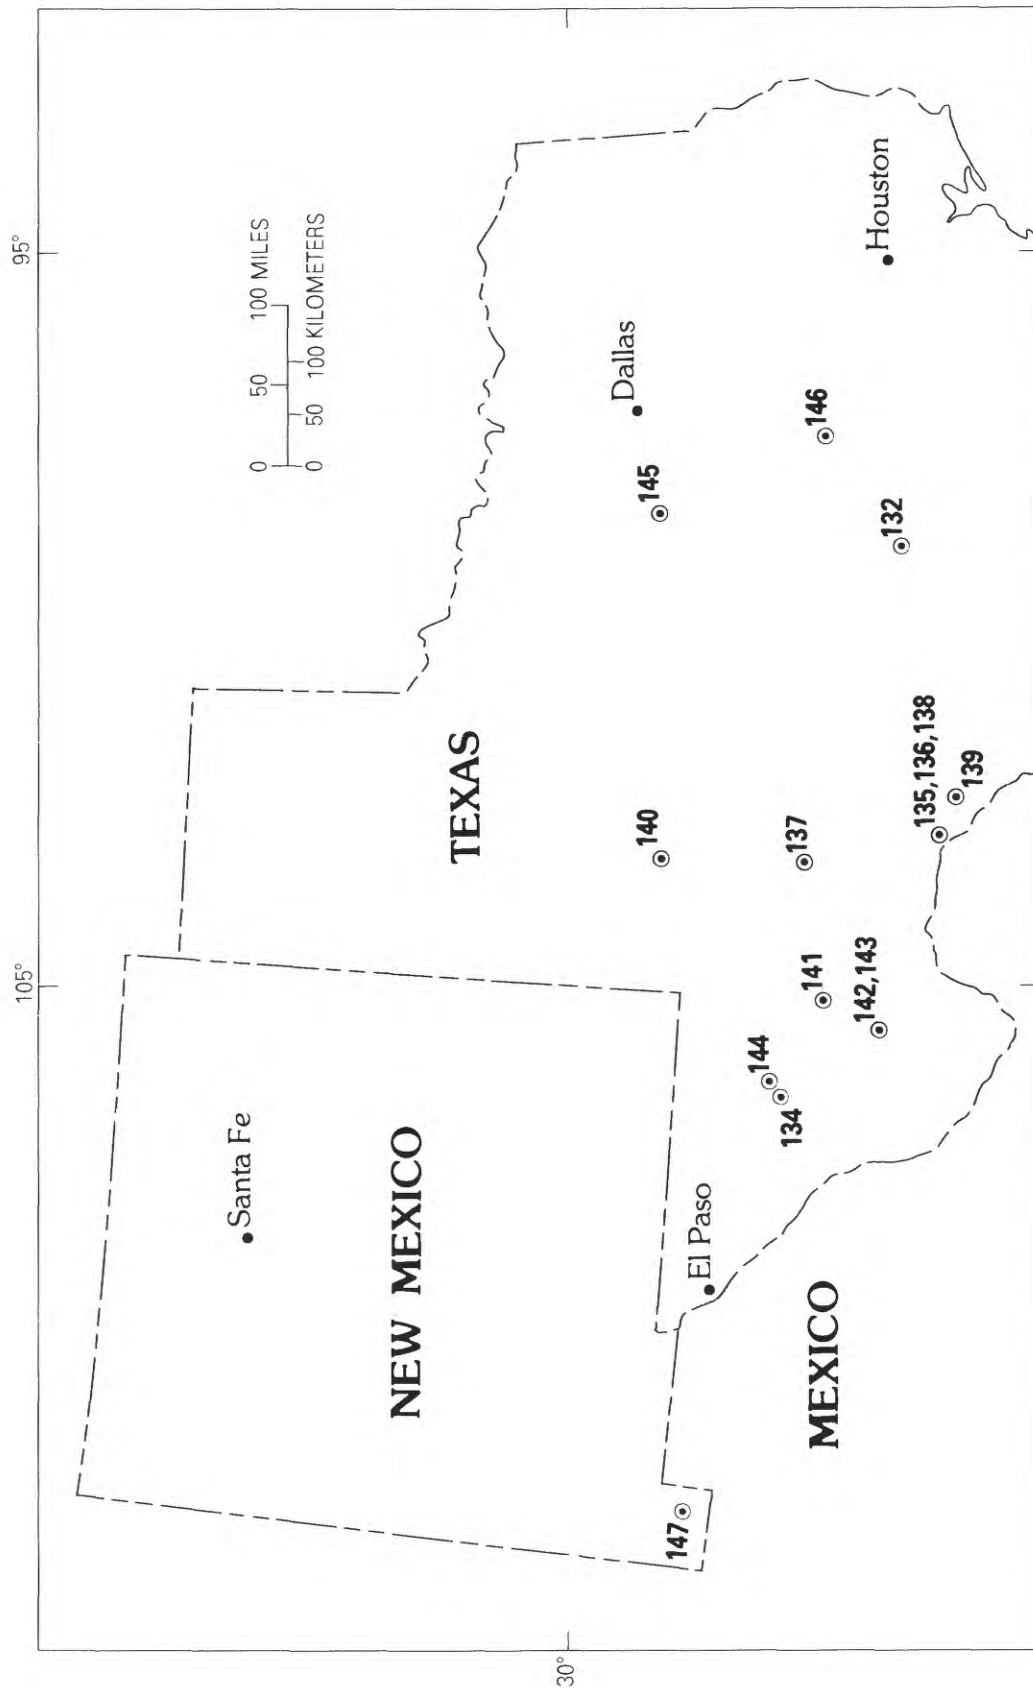 105°
95°
0 50 100 MILES
0 50 100 KILOMETERS
Santa Fe
NEW MEXICO
TEXAS
Dallas
30°
145
140
147
El Paso
144
134
137
146
141
MEXICO
142,143
132
Houston
135,136,138
139